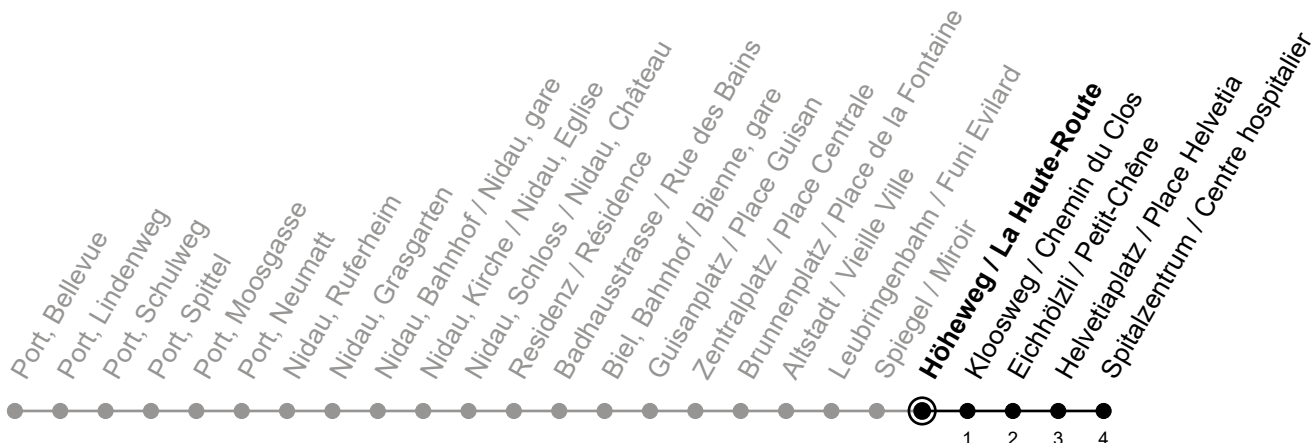 Port, Bellevue
Port, Lindenweg
Port, Schulweg
Port, Spittel
Port, Moosgasse
Port, Neumatt
Nidau, Ruferheim
Nidau, Grasgarten
Nidau, Bahnhof / Nidau, gare
Nidau, Kirche / Nidau, Eglise
Nidau, Schloss / Nidau, Château
Residenz / Résidence
Badhausstrasse / Rue des Bains
Biel, Bahnhof / Bienne, gare
Guisanplatz / Place Guisan
Zentralplatz / Place Centrale
Brunnenplatz / Place de la Fontaine
Altstadt / Vieille Ville
Leubringenbahn / Funi Evilard
Spiegel / Miroir
Höheweg / La Haute-Route
Kloosweg / Chemin du Clos
Eichhölzli / Petit-Chêne
Helvetiaplatz / Place Helvetia
Spitalzentrum / Centre hospitalier
1 2 3 4